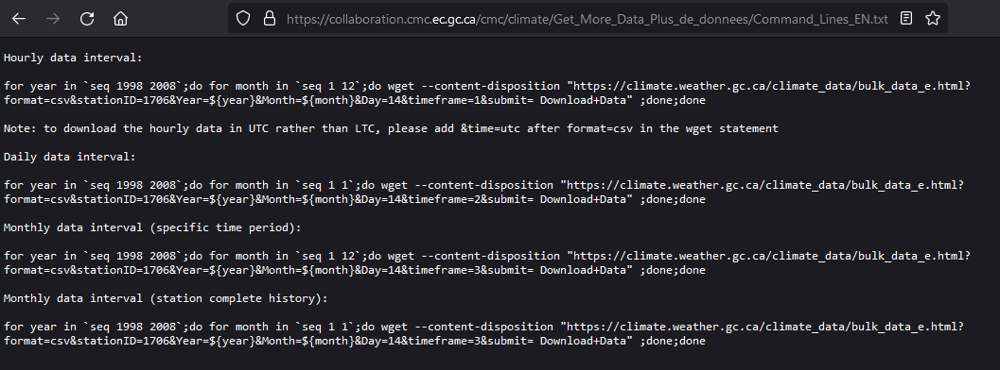 https://collaboration.cmc.ec.gc.ca/cmc/climate/Get_More_Data_Plus_de_donnees/Command_Lines_EN.txt
Hourly data interval:
for year in `seq 1998 2008`;do for month in `seq 1 12`;do wget --content-disposition "https://climate.weather.gc.ca/climate_data/bulk_data_e.html?
format=csv&stationID=1706&Year=${year}&Month=${month}&Day=14&timeframe=1&submit= Download+Data" ;done;done
Note: to download the hourly data in UTC rather than LTC, please add &time=utc after format=csv in the wget statement
Daily data interval:
for year in `seq 1998 2008`;do for month in `seq 1 1`;do wget --content-disposition "https://climate.weather.gc.ca/climate_data/bulk_data_e.html?
format=csv&stationID=1706&Year=${year}&Month=${month}&Day=14&timeframe=2&submit= Download+Data" ;done;done
Monthly data interval (specific time period):
for year in `seq 1998 2008`;do for month in `seq 1 12`;do wget --content-disposition "https://climate.weather.gc.ca/climate_data/bulk_data_e.html?
format=csv&stationID=1706&Year=${year}&Month=${month}&Day=14&timeframe=3&submit= Download+Data" ;done;done
Monthly data interval (station complete history):
for year in `seq 1998 2008`;do for month in `seq 1 1`;do wget --content-disposition "https://climate.weather.gc.ca/climate_data/bulk_data_e.html?
format=csv&stationID=1706&Year=${year}&Month=${month}&Day=14&timeframe=3&submit= Download+Data" ;done;done